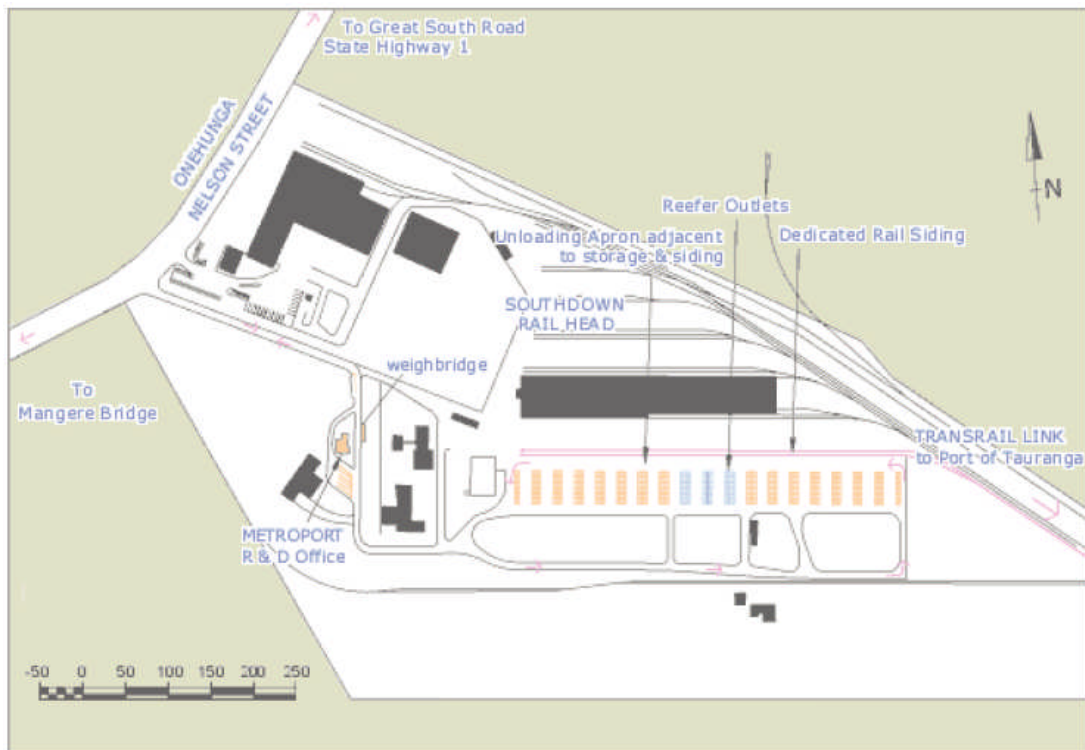 To Great South Road
State Highway 1
ONEHUNGA
NELSON STREET
N
Reefer Outlets
Unloading Apron adjacent
to storage & siding
Dedicated Rail Siding
SOUTHDOWN
RAIL HEAD
weighbridge
To
Mangere Bridge
TRANSRAIL LINK
to Port of Tauranga
METROPORT
R & D Office
-50 0 50 100 150 200 250